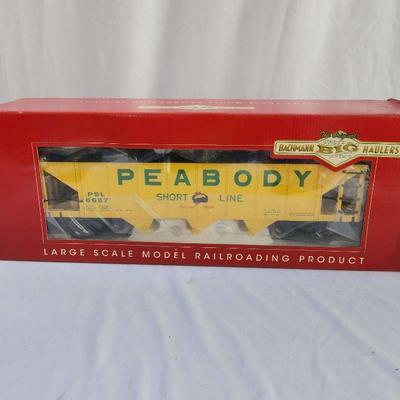 BACHMANN BIG HAULERS
PEABODY
SHORT LINE
PSL
6687
LARGE SCALE MODEL RAILROADING PRODUCT